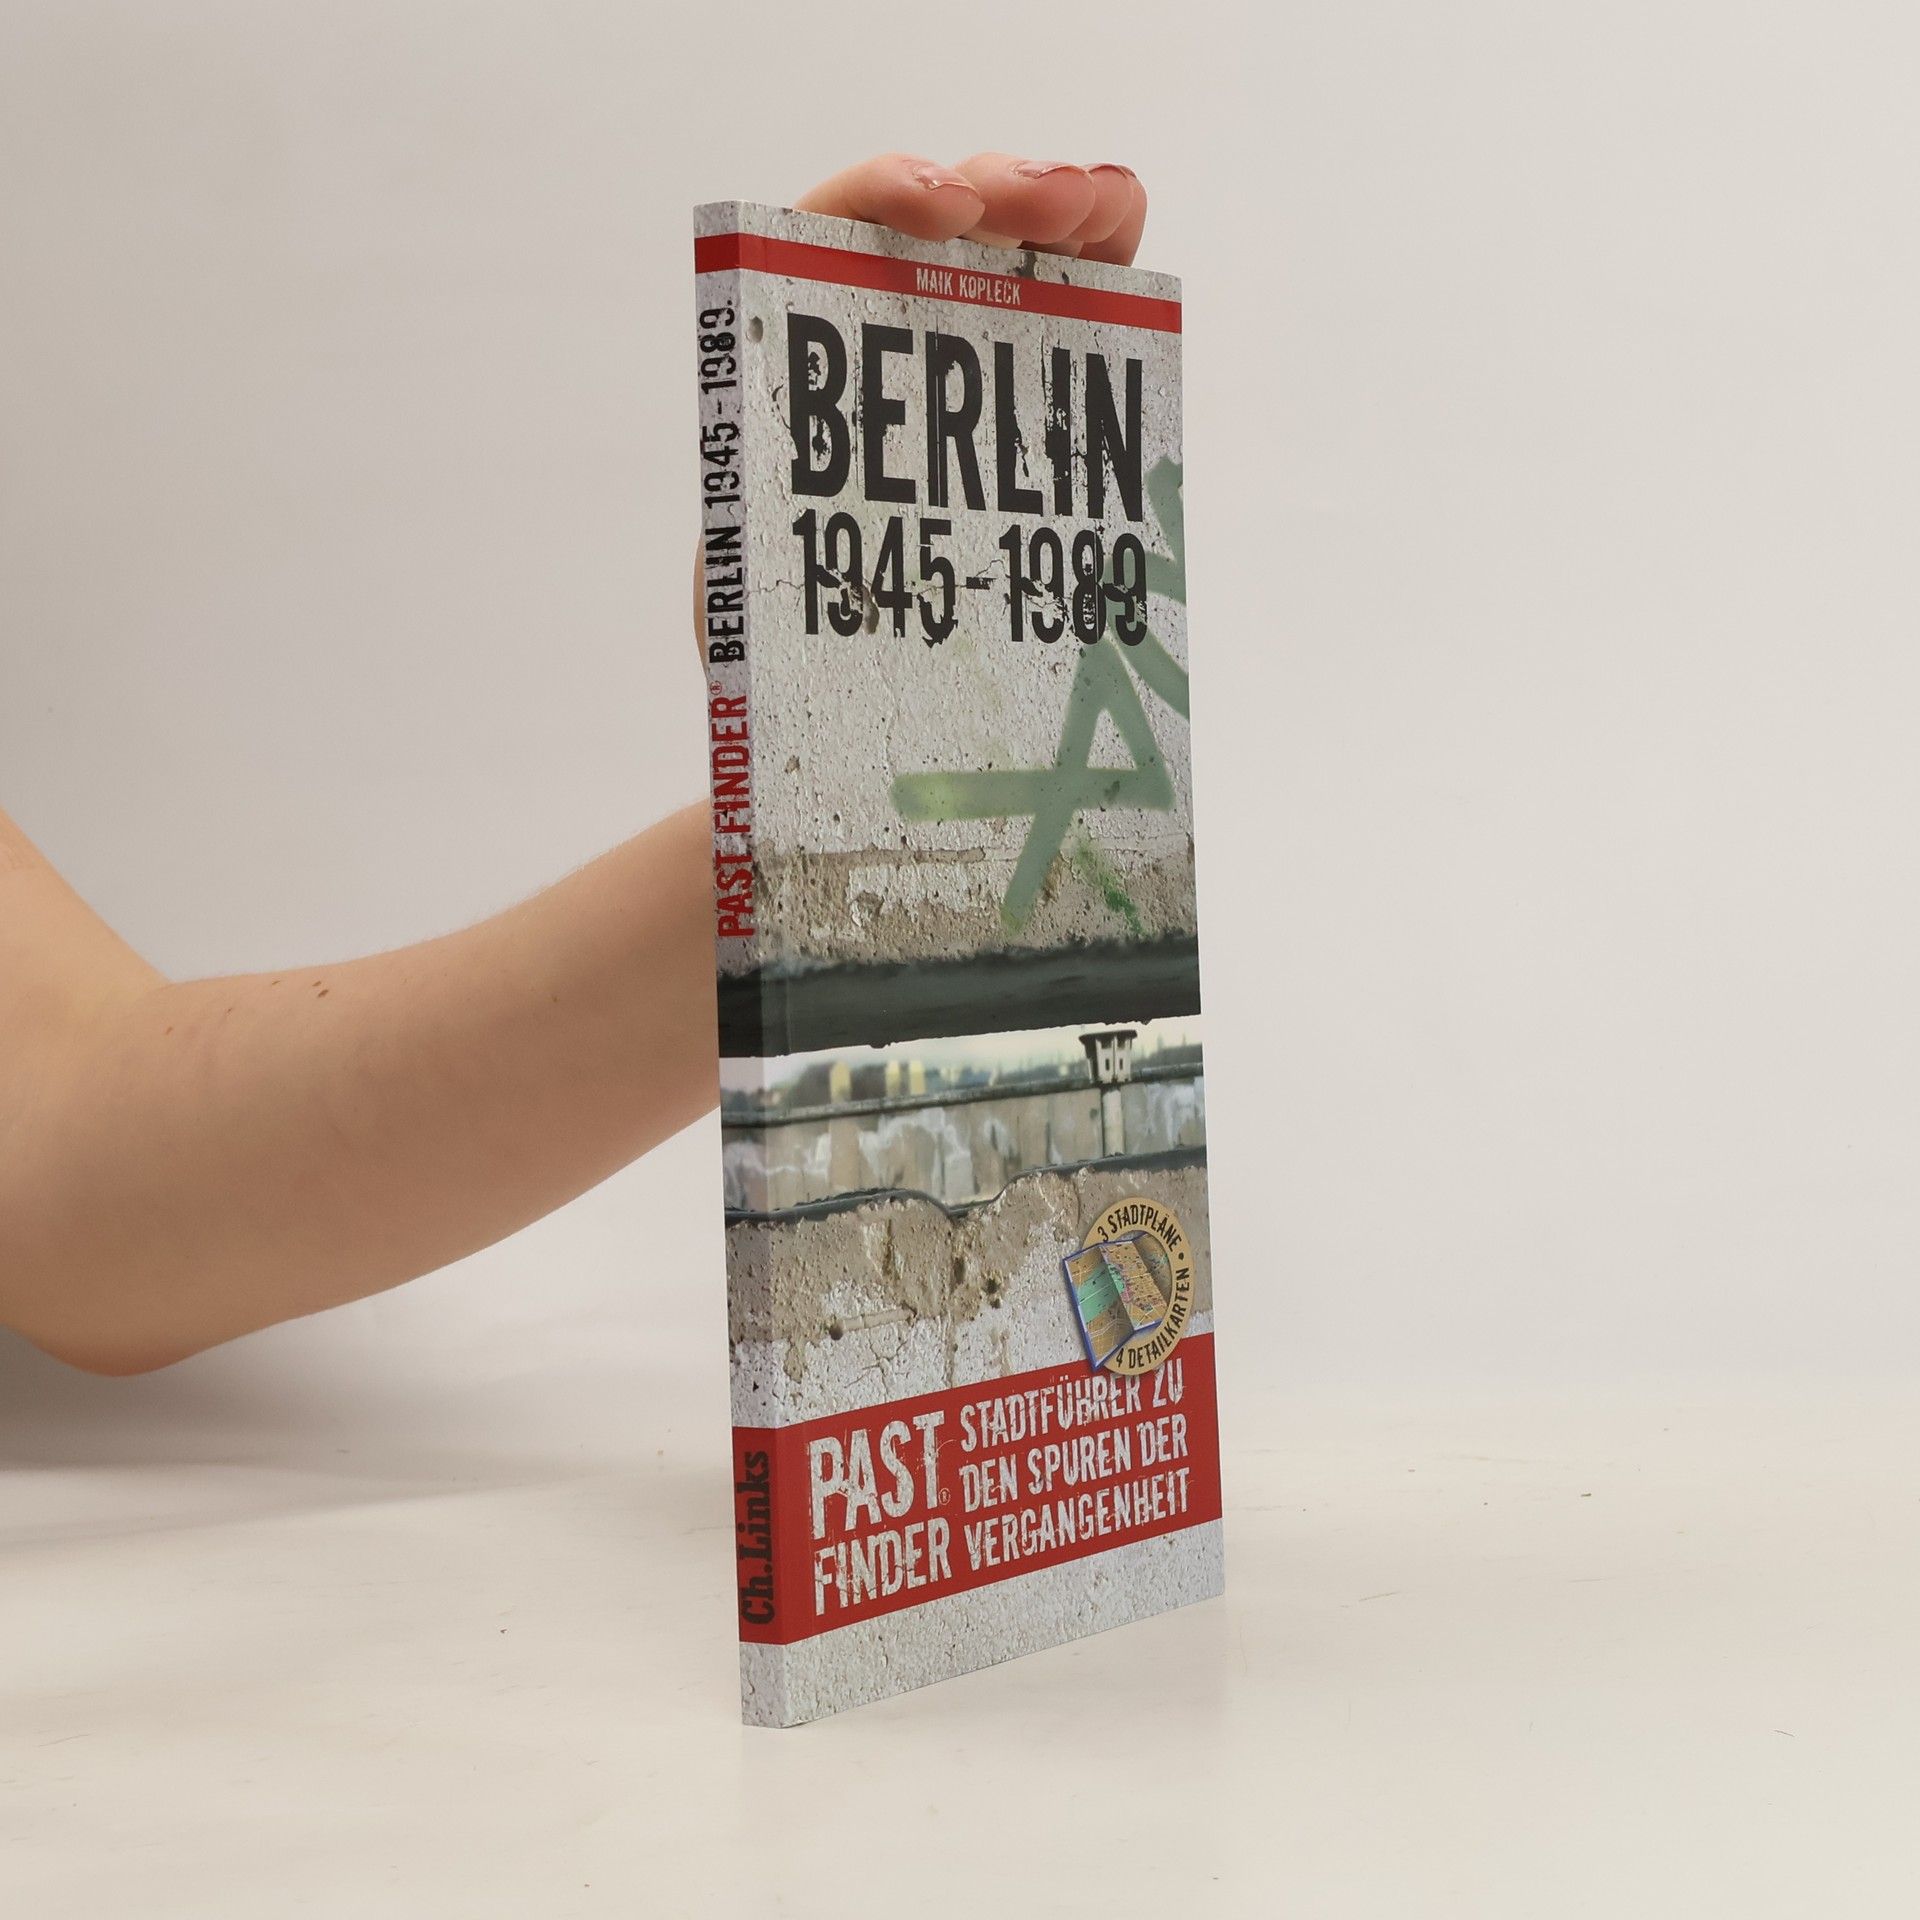 MAIK KOPLECK
BERLIN
1945-1989
3 STADTPLÄNE •
4 DETAILKARTEN
PAST
FINDER®
STADTFÜHRER ZU
DEN SPUREN DER
VERGANGENHEIT
PAST FINDER® BERLIN 1945-1989.
Ch.Links